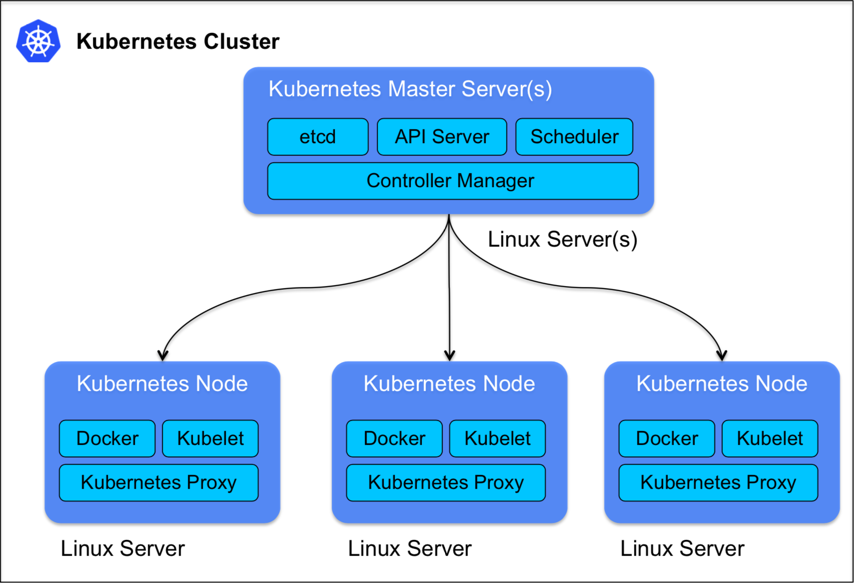 Kubernetes Cluster
Kubernetes Master Server(s)
etcd API Server Scheduler
Controller Manager
Linux Server(s)
Kubernetes Node Kubernetes Node Kubernetes Node
Docker Kubelet Docker Kubelet Docker Kubelet
Kubernetes Proxy Kubernetes Proxy Kubernetes Proxy
Linux Server Linux Server Linux Server